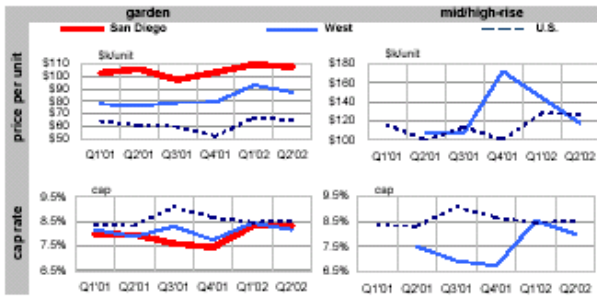 garden
mid/high-rise
San Diego
West
U.S.
price per unit
$k/unit
$110
$100
$90
$80
$70
$60
$50
Q1'01 Q2'01 Q3'01 Q4'01 Q1'02 Q2'02
$k/unit
$180
$160
$140
$120
$100
Q1'01 Q2'01 Q3'01 Q4'01 Q1'02 Q2'02
cap rate
cap
9.5%
8.5%
7.5%
6.5%
Q1'01 Q2'01 Q3'01 Q4'01 Q1'02 Q2'02
cap
9.5%
8.5%
7.5%
6.5%
Q1'01 Q2'01 Q3'01 Q4'01 Q1'02 Q2'02